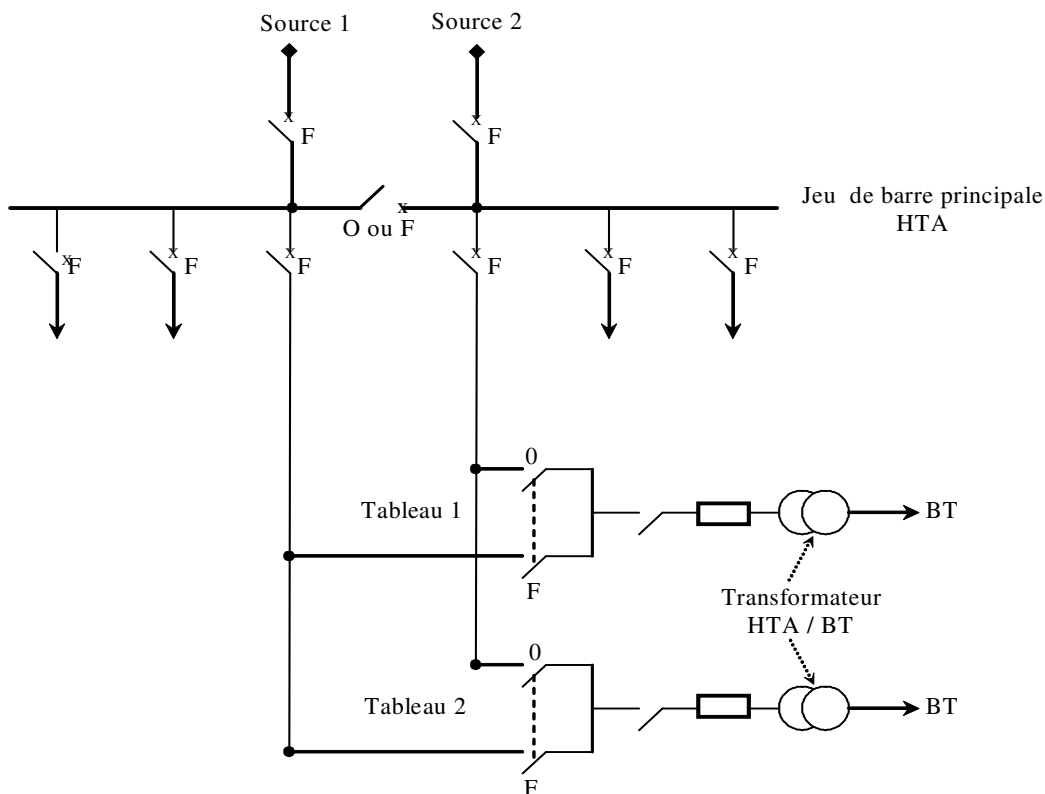 Source 1
Source 2
x
F
x
F
Jeu de barre principale
HTA
x
O ou F
x
F
x
F
x
F
x
F
x
F
x
F
0
Tableau 1
BT
F
Transformateur
HTA / BT
0
Tableau 2
BT
F